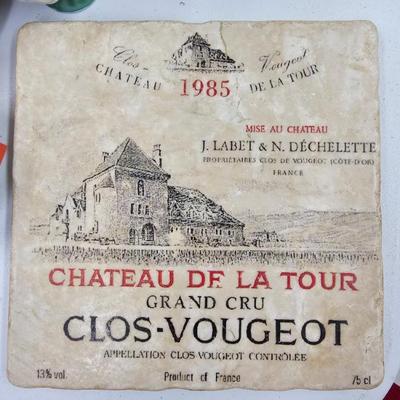 Clos- Vougeot
CHATEAU DE LA TOUR
1985
MISE AU CHATEAU
J. LABET & N. DÉCHELETTE
PROPRIÉTAIRES CLOS DE VOUGEOT (CÔTE-D'OR)
FRANCE
CHATEAU DE LA TOUR
GRAND CRU
CLOS-VOUGEOT
APPELLATION CLOS-VOUGEOT CONTRÔLÉE
13% vol. Product of France 75 cl